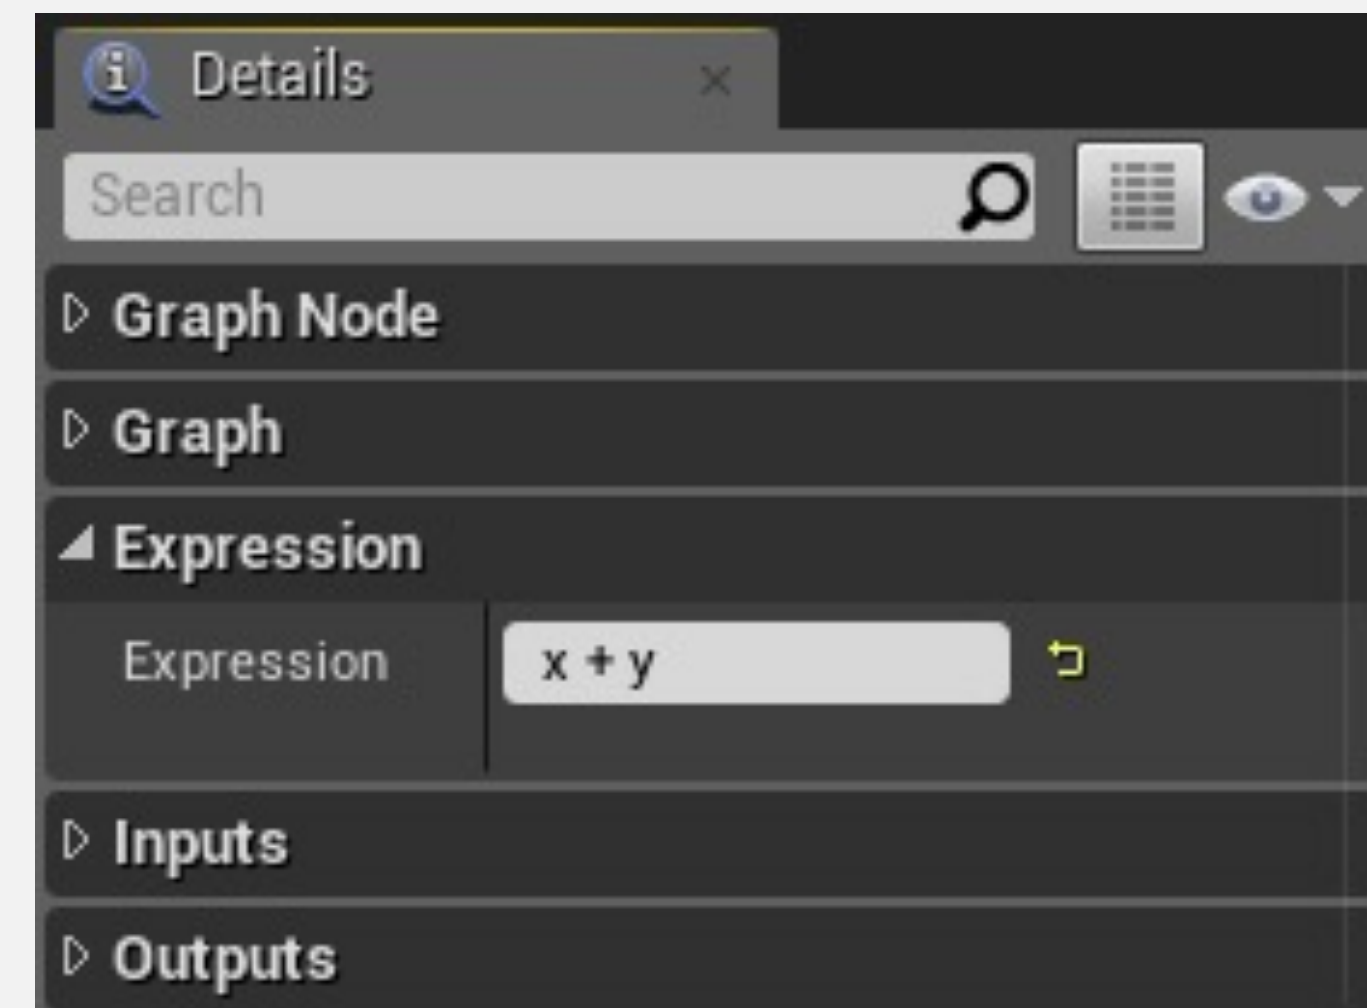 Details
Search
Graph Node
Graph
Expression
Expression x + y
Inputs
Outputs